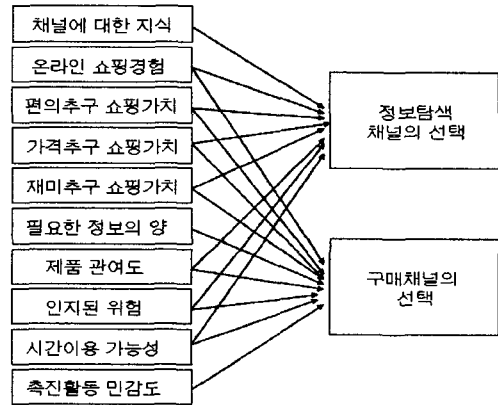 채널에 대한 지식
온라인 쇼핑경험
편의추구 쇼핑가치
가격추구 쇼핑가치
재미추구 쇼핑가치
필요한 정보의 양
제품 관여도
인지된 위험
시간이용 가능성
촉진활동 민감도
정보탐색
채널의 선택
구매채널의
선택